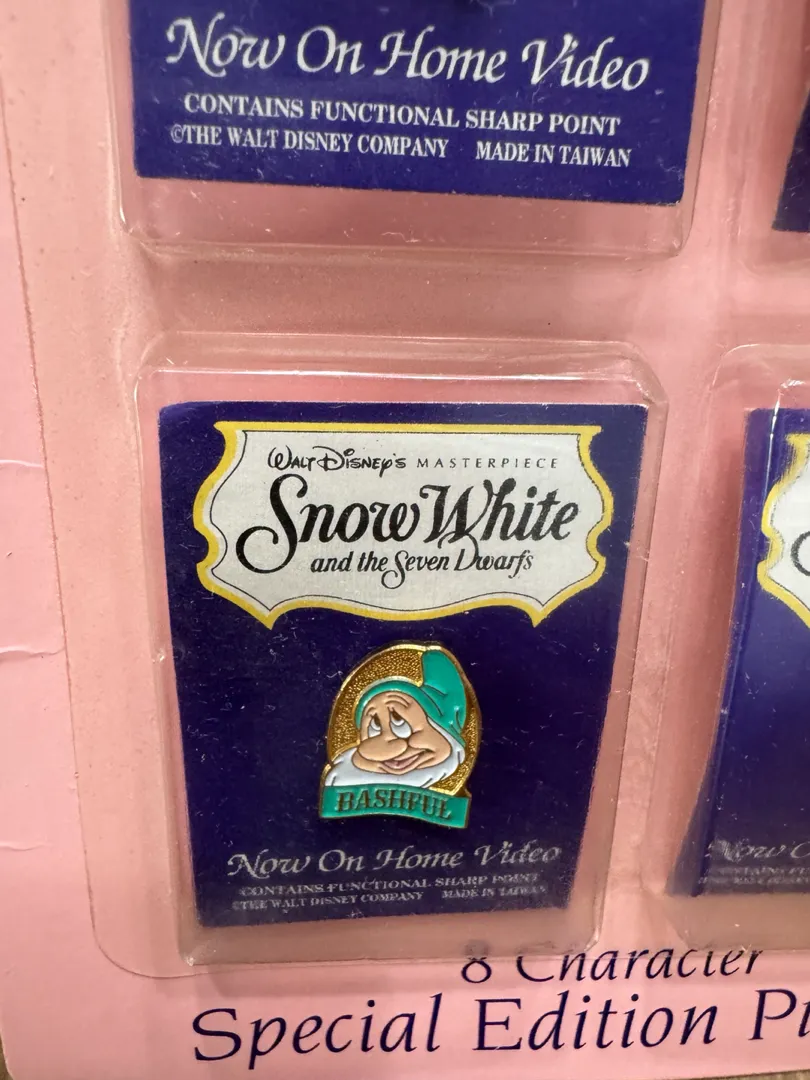 Now On Home Video
CONTAINS FUNCTIONAL SHARP POINT
©THE WALT DISNEY COMPANY MADE IN TAIWAN
WALT DISNEY'S MASTERPIECE
Snow White
and the Seven Dwarfs
BASHFUL
Now On Home Video
CONTAINS FUNCTIONAL SHARP POINT
©THE WALT DISNEY COMPANY MADE IN TAIWAN
8 Character
Special Edition